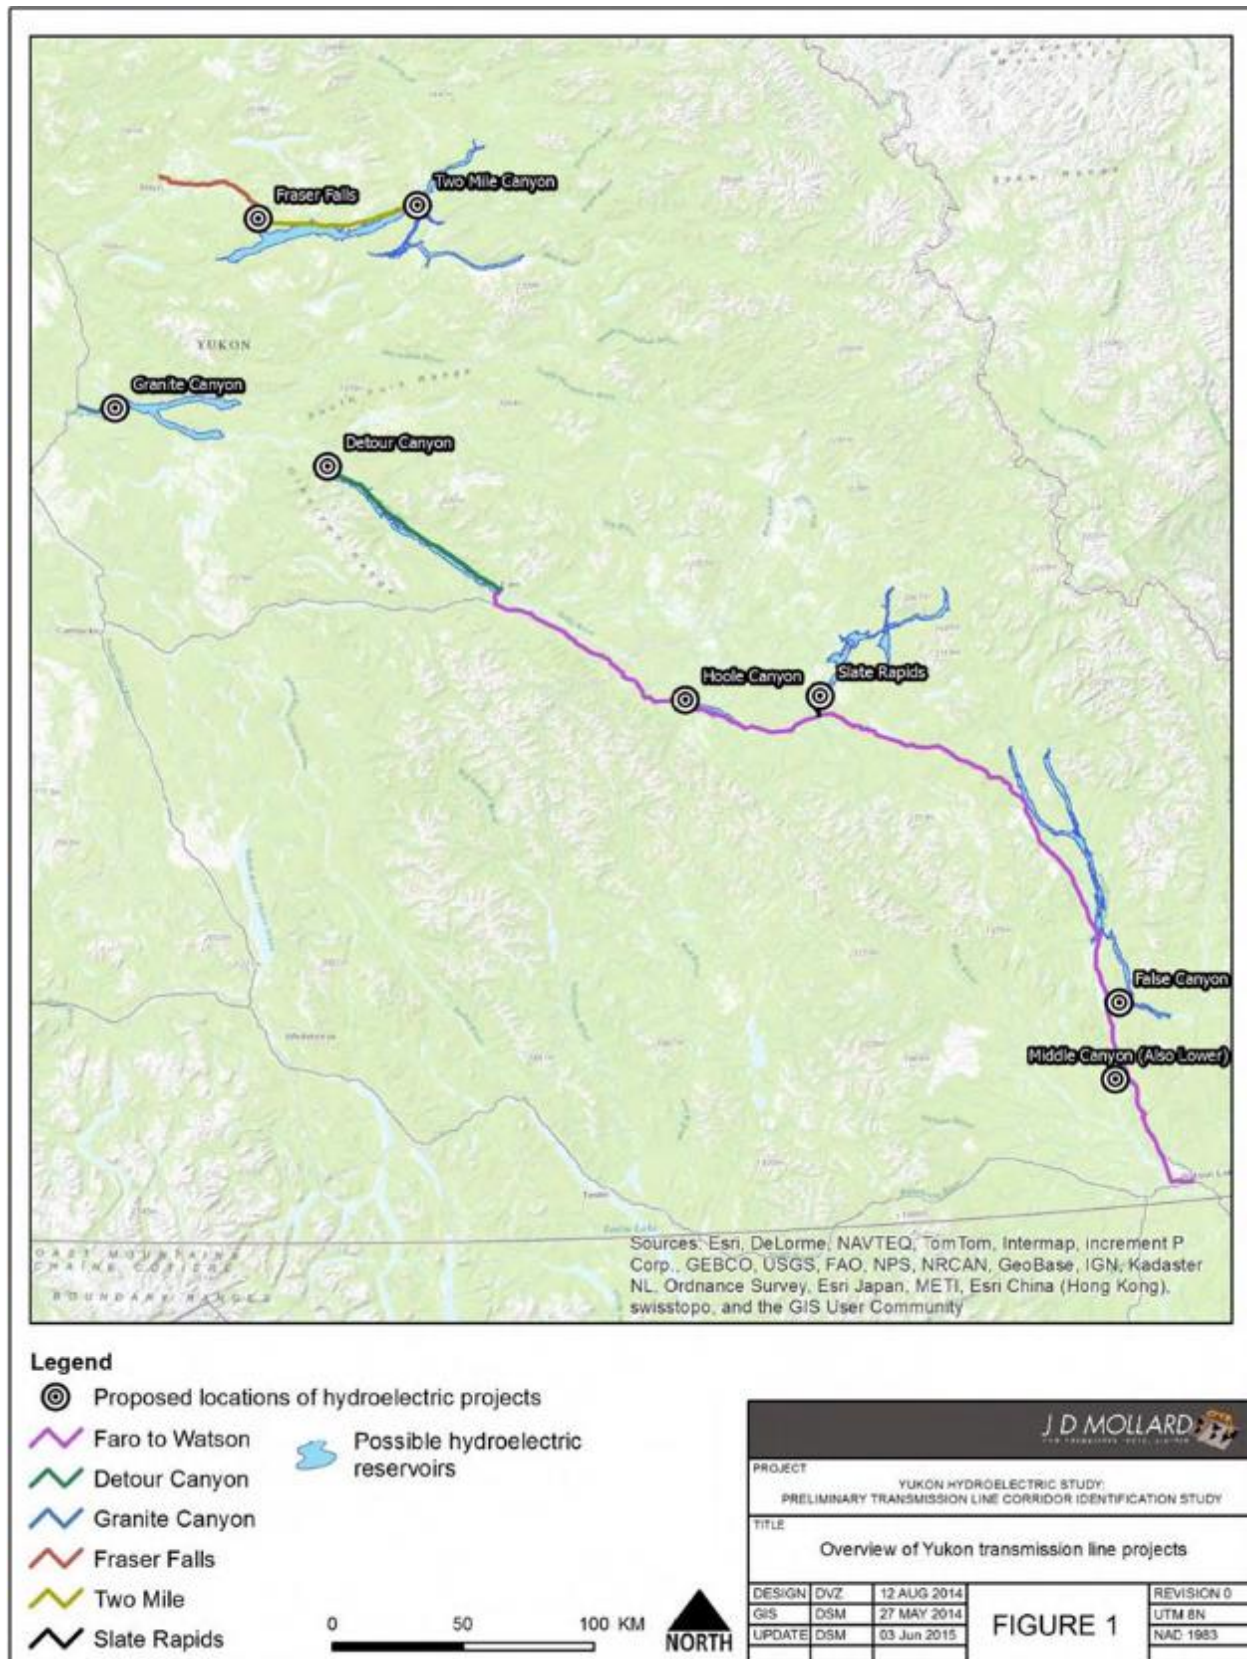 Fraser Falls
Two Mile Canyon
YUKON
Granite Canyon
Detour Canyon
Hoole Canyon
Slate Rapids
False Canyon
Middle Canyon (Also Lower)
Teslin Lake
Sources: Esri, DeLorme, NAVTEQ, TomTom, Intermap, increment P
Corp., GEBCO, USGS, FAO, NPS, NRCAN, GeoBase, IGN, Kadaster
NL, Ordnance Survey, Esri Japan, METI, Esri China (Hong Kong),
swisstopo, and the GIS User Community
BOUNDARY RANGES
Legend
Proposed locations of hydroelectric projects
Faro to Watson
Possible hydroelectric
reservoirs
Detour Canyon
Granite Canyon
Fraser Falls
Two Mile
Slate Rapids
0 50 100 KM
NORTH
J D MOLLARD
PROJECT
YUKON HYDROELECTRIC STUDY:
PRELIMINARY TRANSMISSION LINE CORRIDOR IDENTIFICATION STUDY
TITLE
Overview of Yukon transmission line projects
DESIGN DVZ 12 AUG 2014
GIS DSM 27 MAY 2014
UPDATE DSM 03 Jun 2015
FIGURE 1
REVISION 0
UTM 8N
NAD 1983